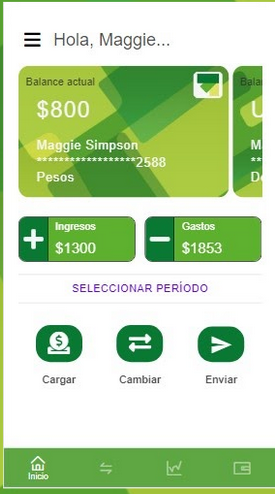 Hola, Maggie...
Balance actual
$800
Maggie Simpson
******************2588
Pesos
Ingresos
$1300
Gastos
$1853
SELECCIONAR PERÍODO
Cargar
Cambiar
Enviar
Inicio